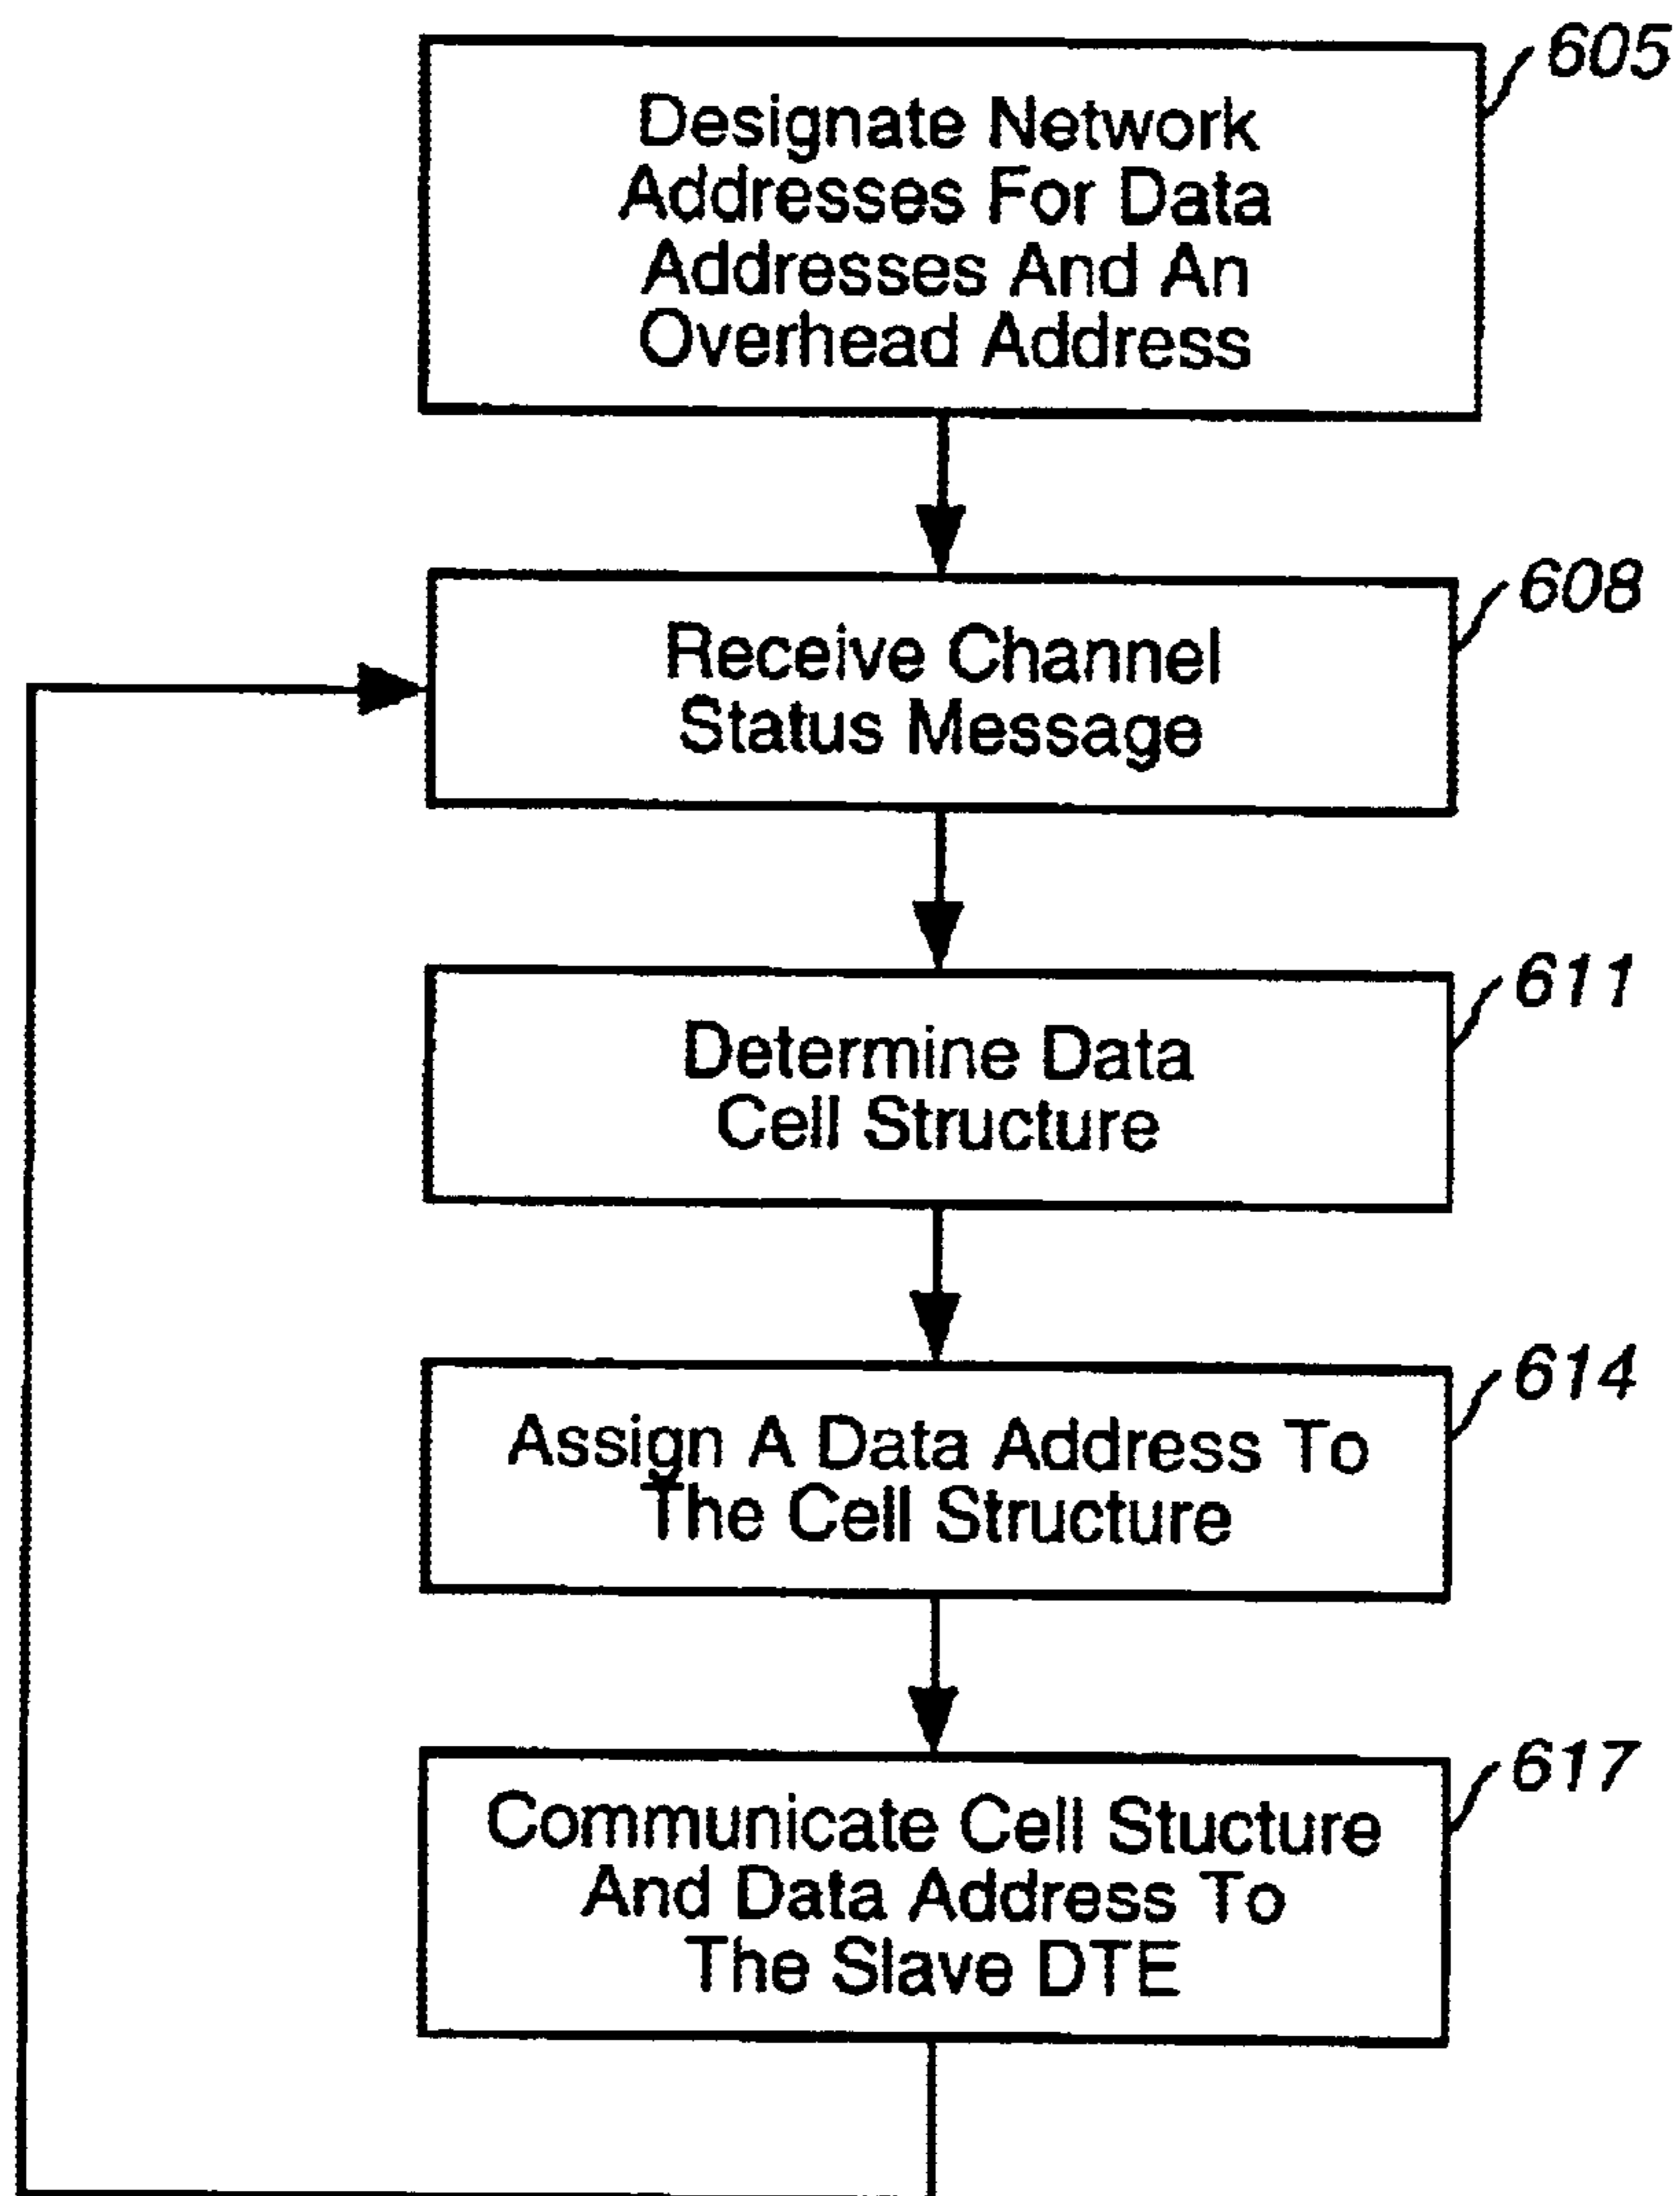 605
Designate Network
Addresses For Data
Addresses And An
Overhead Address
608
Receive Channel
Status Message
611
Determine Data
Cell Structure
614
Assign A Data Address To
The Cell Structure
617
Communicate Cell Stucture
And Data Address To
The Slave DTE